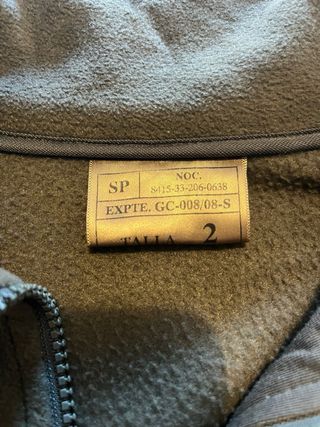 SP NOC.
8415-33-206-0638
EXPTE. GC-008/08-S
TALLA 2